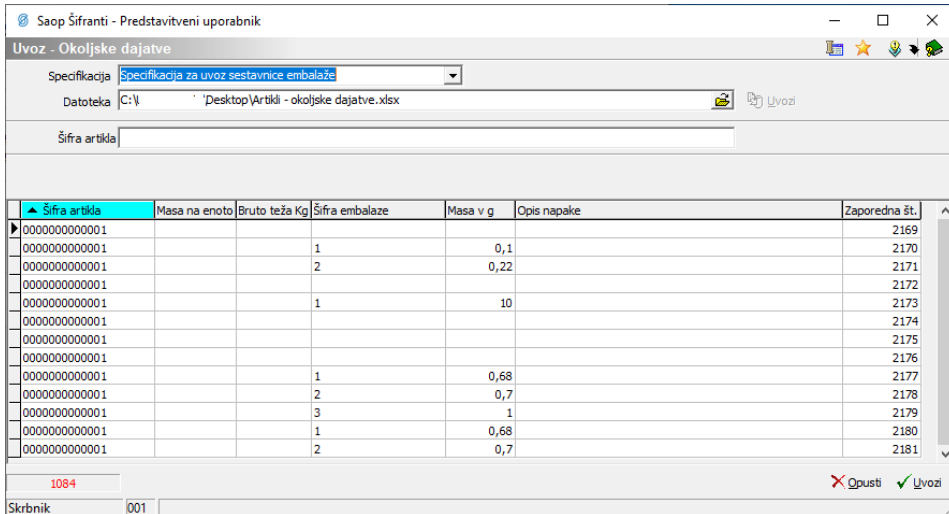 Saop Šifranti - Predstavitveni uporabnik
Uvoz - Okoljske dajatve
Specifikacija Specifikacija za uvoz sestavnice embalaže
Datoteka C:\ Desktop\Artikli - okoljske dajatve.xlsx Uvozi
Šifra artikla
Šifra artikla Masa na enoto Bruto teža Kg Šifra embalaze Masa v g Opis napake Zaporedna št.
0000000000001 2169
0000000000001 1 0,1 2170
0000000000001 2 0,22 2171
0000000000001 2172
0000000000001 1 10 2173
0000000000001 2174
0000000000001 2175
0000000000001 2176
0000000000001 1 0,68 2177
0000000000001 2 0,7 2178
0000000000001 3 1 2179
0000000000001 1 0,68 2180
0000000000001 2 0,7 2181
1084 Opusti Uvozi
Skrbnik 001